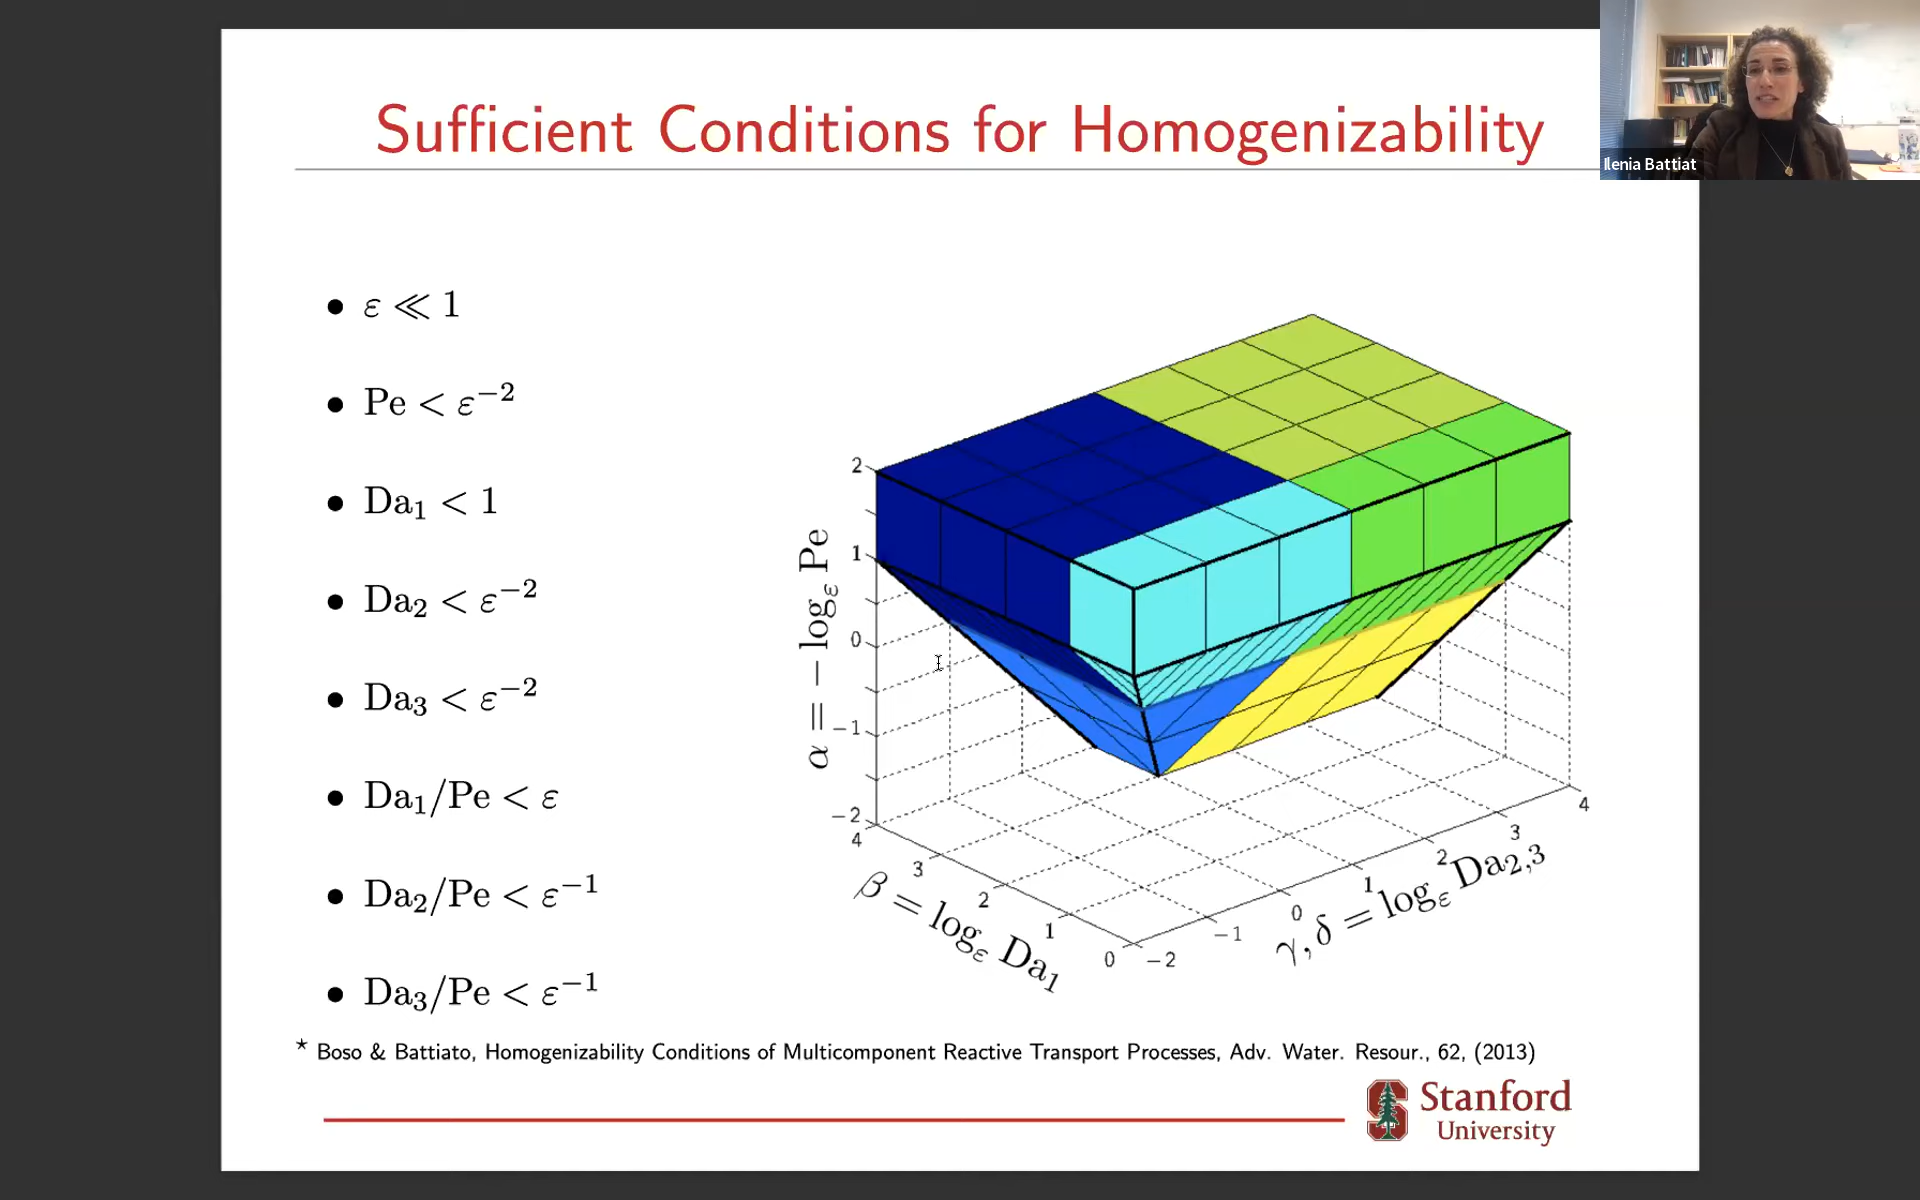 Sufficient Conditions for Homogenizability
Ilenia Battiat
• ε ≪ 1
• Pe < ε⁻²
• Da₁ < 1
• Da₂ < ε⁻²
• Da₃ < ε⁻²
• Da₁/Pe < ε
• Da₂/Pe < ε⁻¹
• Da₃/Pe < ε⁻¹
α = − log_ε Pe
2
1
0
−1
−2
β = log_ε Da₁
4
3
2
1
0
γ, δ = log_ε Da₂,₃
−2
−1
0
1
2
3
4
* Boso & Battiato, Homogenizability Conditions of Multicomponent Reactive Transport Processes, Adv. Water. Resour., 62, (2013)
Stanford
University